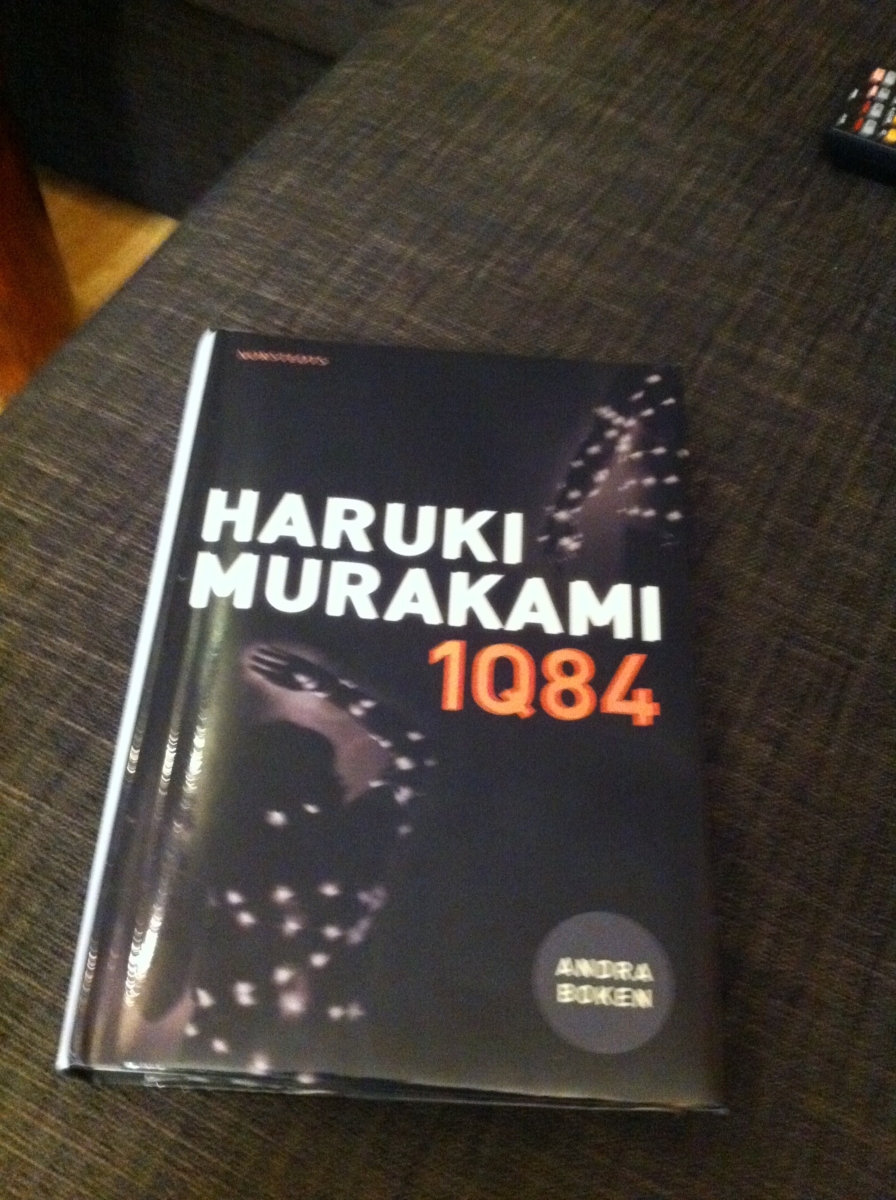 HARUKI
MURAKAMI
1Q84
ANDRA
BOKEN